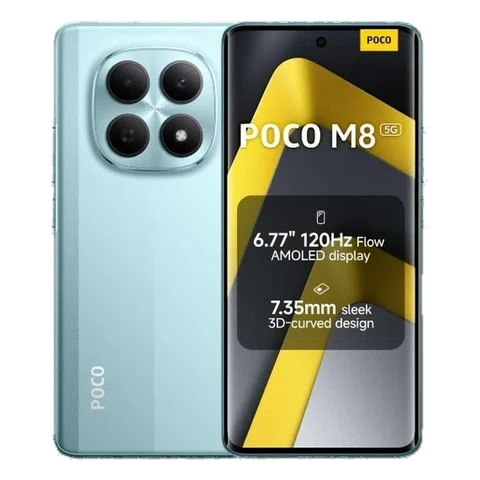 POCO
POCO M8 5G
6.77" 120Hz Flow
AMOLED display
7.35mm sleek
3D-curved design
POCO